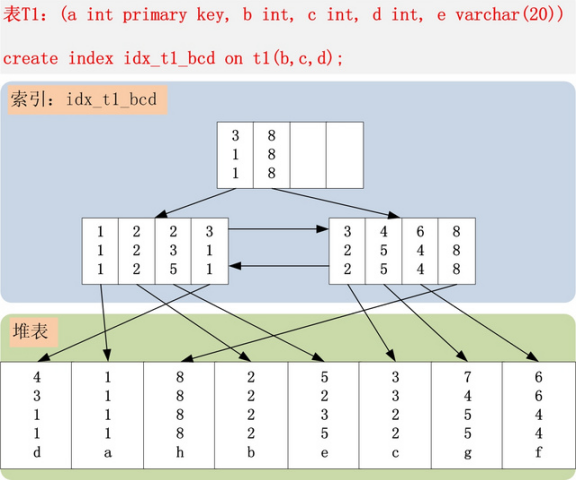 表T1：(a int primary key, b int, c int, d int, e varchar(20))
create index idx_t1_bcd on t1(b,c,d);
索引：idx_t1_bcd
3 8
1 8
1 8
1 2 2 3 3 4 6 8
1 2 3 1 2 5 4 8
1 2 5 1 2 5 4 8
堆表
4 1 8 2 5 3 7 6
3 1 8 2 2 3 4 6
1 1 8 2 3 2 5 4
1 1 8 2 5 2 5 4
d a h b e c g f